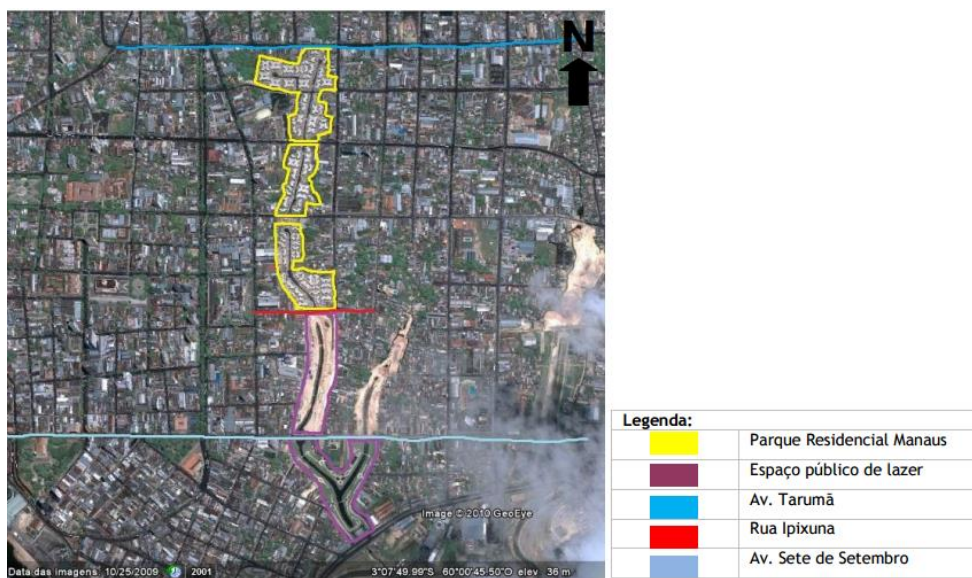 N
Image © 2010 GeoEye
Data das imagens: 10/25/2009 2001 3°07'49.99"S 60°00'45.50"O elev 36 m
Legenda:
Parque Residencial Manaus
Espaço público de lazer
Av. Tarumã
Rua Ipixuna
Av. Sete de Setembro